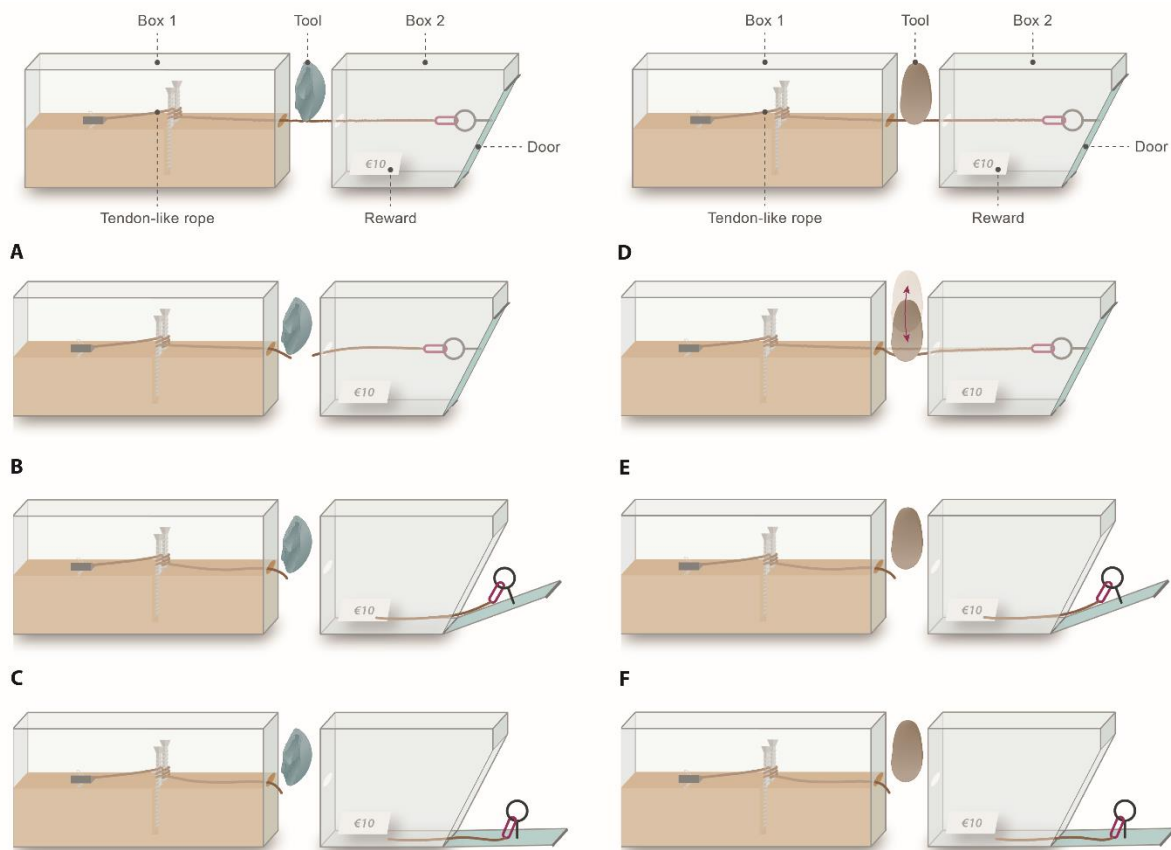 Box 1 Tool Box 2
€10
Door
Tendon-like rope Reward
Box 1 Tool Box 2
€10
Door
Tendon-like rope Reward
A
€10
D
€10
B
€10
E
€10
C
€10
F
€10